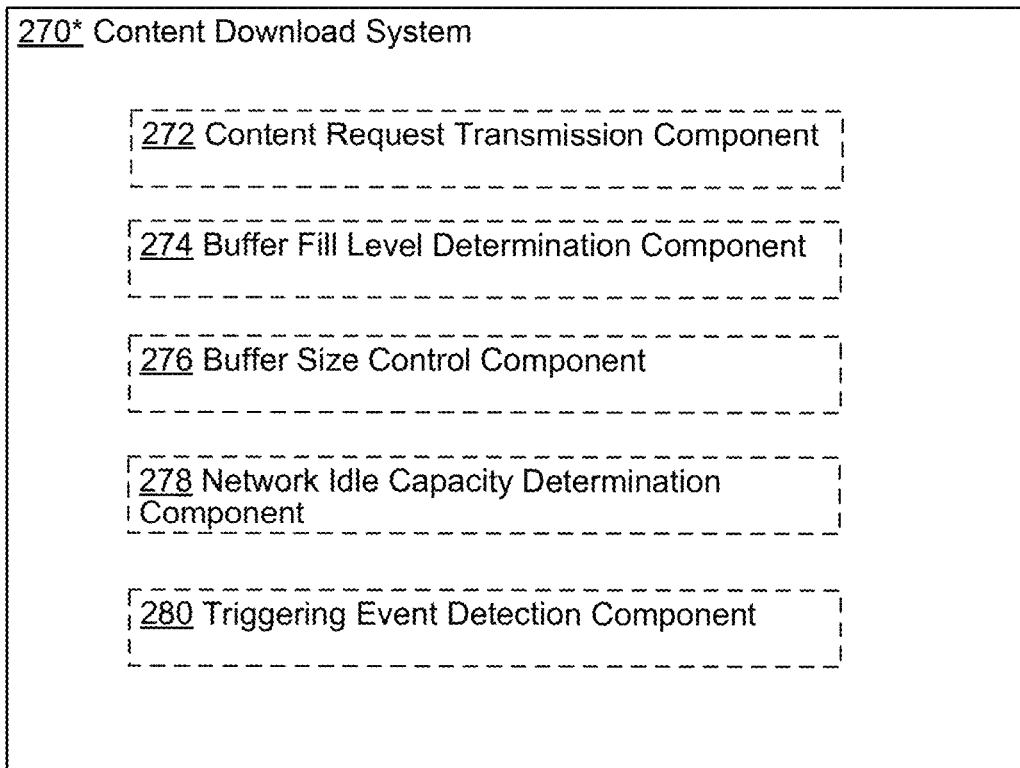 270* Content Download System
272 Content Request Transmission Component
274 Buffer Fill Level Determination Component
276 Buffer Size Control Component
278 Network Idle Capacity Determination
Component
280 Triggering Event Detection Component